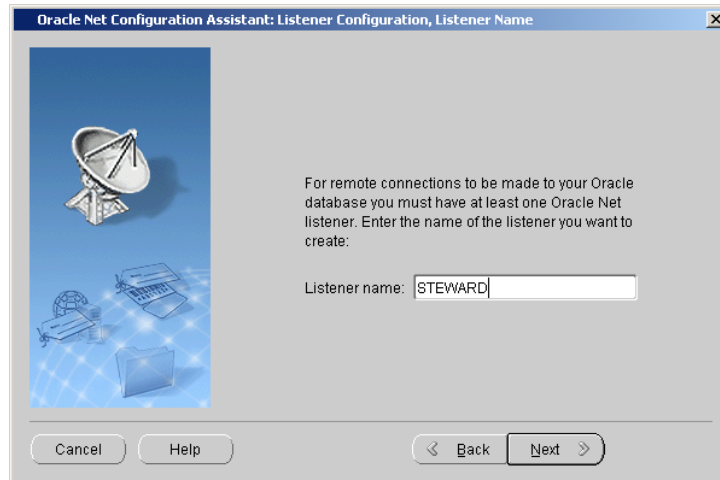 Oracle Net Configuration Assistant: Listener Configuration, Listener Name
For remote connections to be made to your Oracle
database you must have at least one Oracle Net
listener. Enter the name of the listener you want to
create:
Listener name: STEWARD
Cancel Help Back Next